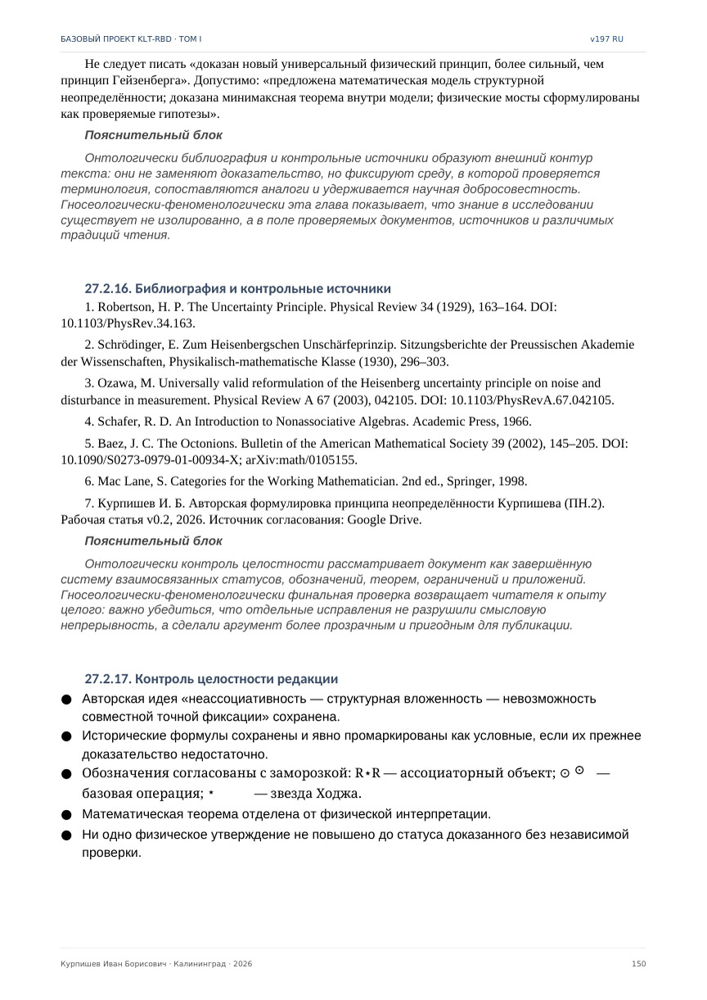 БАЗОВЫЙ ПРОЕКТ KLT-RBD · ТОМ I
v197 RU
Не следует писать «доказан новый универсальный физический принцип, более сильный, чем
принцип Гейзенберга». Допустимо: «предложена математическая модель структурной
неопределённости; доказана минимаксная теорема внутри модели; физические мосты сформулированы
как проверяемые гипотезы».
Пояснительный блок
Онтологически библиография и контрольные источники образуют внешний контур
текста: они не заменяют доказательство, но фиксируют среду, в которой проверяется
терминология, сопоставляются аналоги и удерживается научная добросовестность.
Гносеологически-феноменологически эта глава показывает, что знание в исследовании
существует не изолированно, а в поле проверяемых документов, источников и различимых
традиций чтения.
27.2.16. Библиография и контрольные источники
1. Robertson, H. P. The Uncertainty Principle. Physical Review 34 (1929), 163–164. DOI:
10.1103/PhysRev.34.163.
2. Schrödinger, E. Zum Heisenbergschen Unschärfeprinzip. Sitzungsberichte der Preussischen Akademie
der Wissenschaften, Physikalisch-mathematische Klasse (1930), 296–303.
3. Ozawa, M. Universally valid reformulation of the Heisenberg uncertainty principle on noise and
disturbance in measurement. Physical Review A 67 (2003), 042105. DOI: 10.1103/PhysRevA.67.042105.
4. Schafer, R. D. An Introduction to Nonassociative Algebras. Academic Press, 1966.
5. Baez, J. C. The Octonions. Bulletin of the American Mathematical Society 39 (2002), 145–205. DOI:
10.1090/S0273-0979-01-00934-X; arXiv:math/0105155.
6. Mac Lane, S. Categories for the Working Mathematician. 2nd ed., Springer, 1998.
7. Курпишев И. Б. Авторская формулировка принципа неопределённости Курпишева (ПН.2).
Рабочая статья v0.2, 2026. Источник согласования: Google Drive.
Пояснительный блок
Онтологически контроль целостности рассматривает документ как завершённую
систему взаимосвязанных статусов, обозначений, теорем, ограничений и приложений.
Гносеологически-феноменологически финальная проверка возвращает читателя к опыту
целого: важно убедиться, что отдельные исправления не разрушили смысловую
непрерывность, а сделали аргумент более прозрачным и пригодным для публикации.
27.2.17. Контроль целостности редакции
● Авторская идея «неассоциативность — структурная вложенность — невозможность
совместной точной фиксации» сохранена.
● Исторические формулы сохранены и явно промаркированы как условные, если их прежнее
доказательство недостаточно.
● Обозначения согласованы с заморозкой: R⋆R — ассоциаторный объект; ⊙ ⊙ —
базовая операция; ⋆ — звезда Ходжа.
● Математическая теорема отделена от физической интерпретации.
● Ни одно физическое утверждение не повышено до статуса доказанного без независимой
проверки.
Курпишев Иван Борисович · Калининград · 2026
150